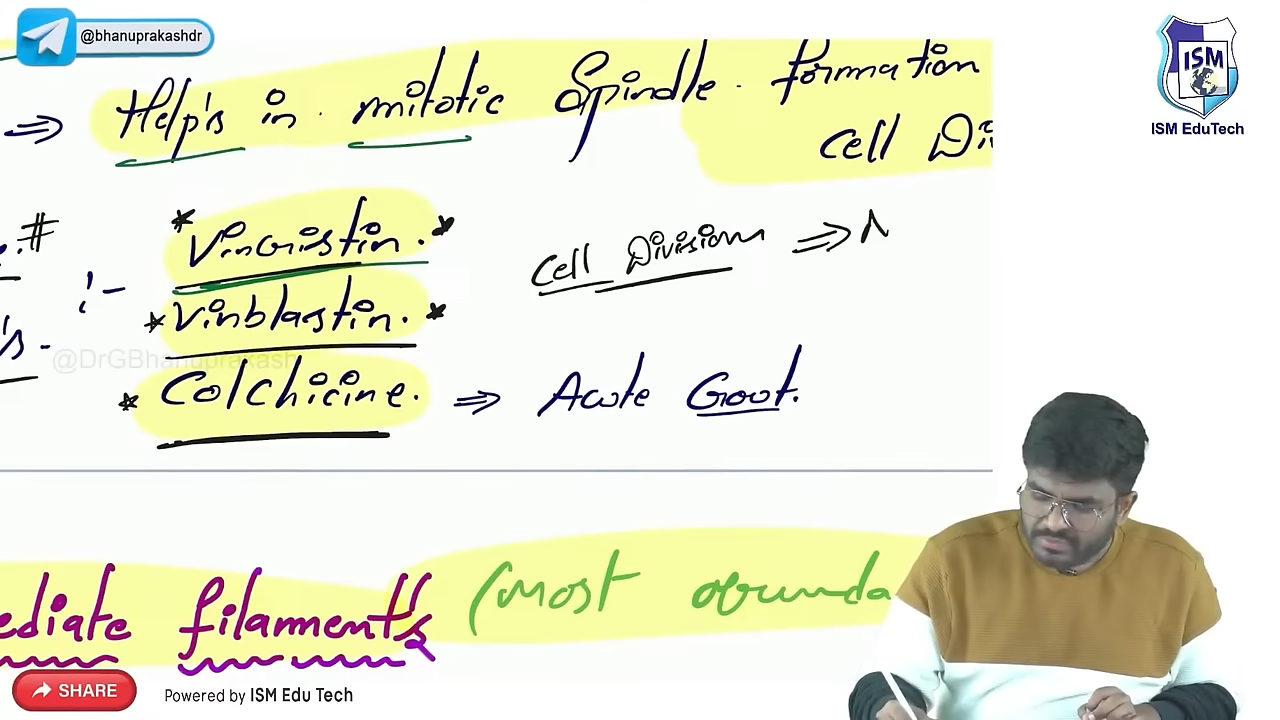 @bhanuprakashdr
ISM
ISM EduTech
⇒ Help's in mitotic Spindle formation
Cell Di
#
*Vincristin.*
Cell Division ⇒ M
:-
*Vinblastin.*
's.
@DrGBhanuprakash
* Colchicine. ⇒ Acute Gout.
ediate filaments (most abunda
SHARE
Powered by ISM Edu Tech